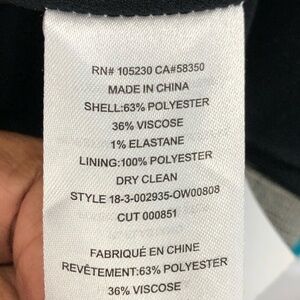 RN# 105230 CA#58350
MADE IN CHINA
SHELL:63% POLYESTER
36% VISCOSE
1% ELASTANE
LINING:100% POLYESTER
DRY CLEAN
STYLE 18-3-002935-OW00808
CUT 000851
FABRIQUÉ EN CHINE
REVÊTEMENT:63% POLYESTER
36% VISCOSE